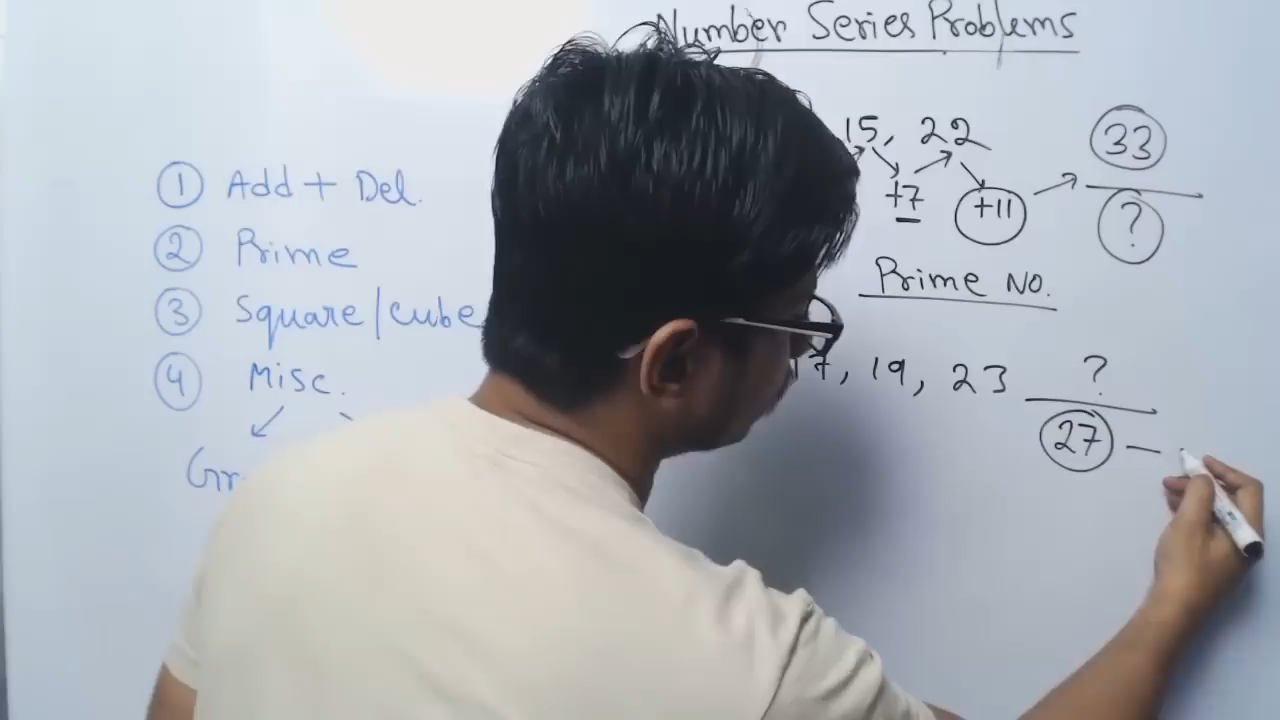 Number Series Problems
15, 22
33
+7
+11
?
Prime NO.
17, 19, 23 ?
27 —
① Add + Del.
② Prime
③ Square/cube
④ Misc.
Gr